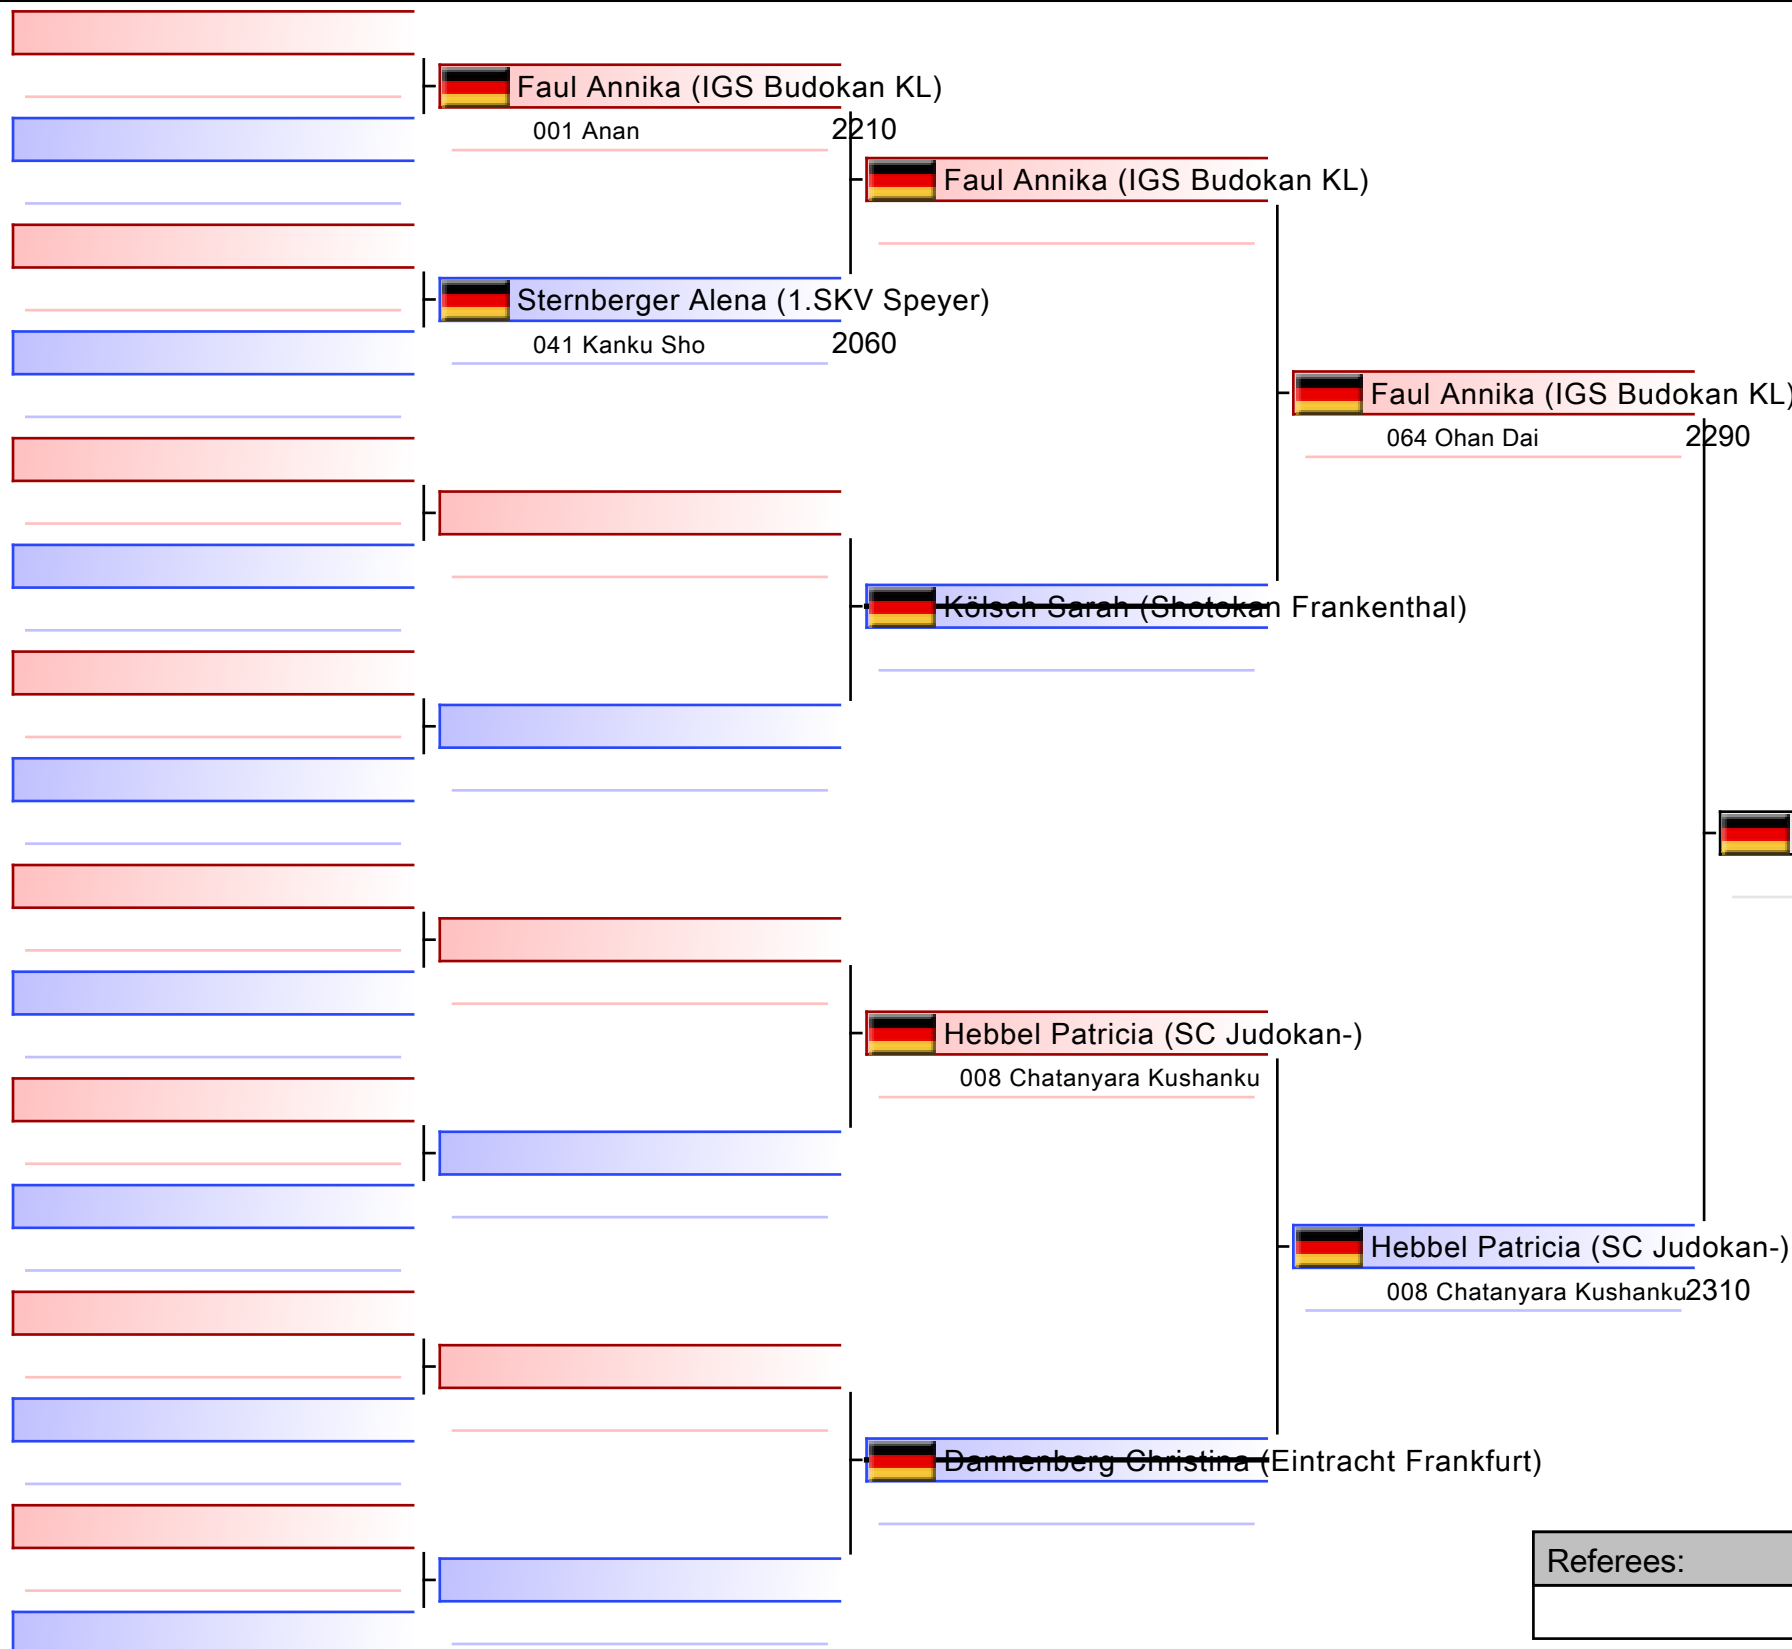 Faul Annika (IGS Budokan KL)
001 Anan 2210
Faul Annika (IGS Budokan KL)
Sternberger Alena (1.SKV Speyer)
041 Kanku Sho 2060
Faul Annika (IGS Budokan KL)
064 Ohan Dai 2290
Kölsch Sarah (Shotokan Frankenthal)
Hebbel Patricia (SC Judokan-)
008 Chatanyara Kushanku
Hebbel Patricia (SC Judokan-)
008 Chatanyara Kushanku 2310
Dannenberg Christina (Eintracht Frankfurt)
Referees: